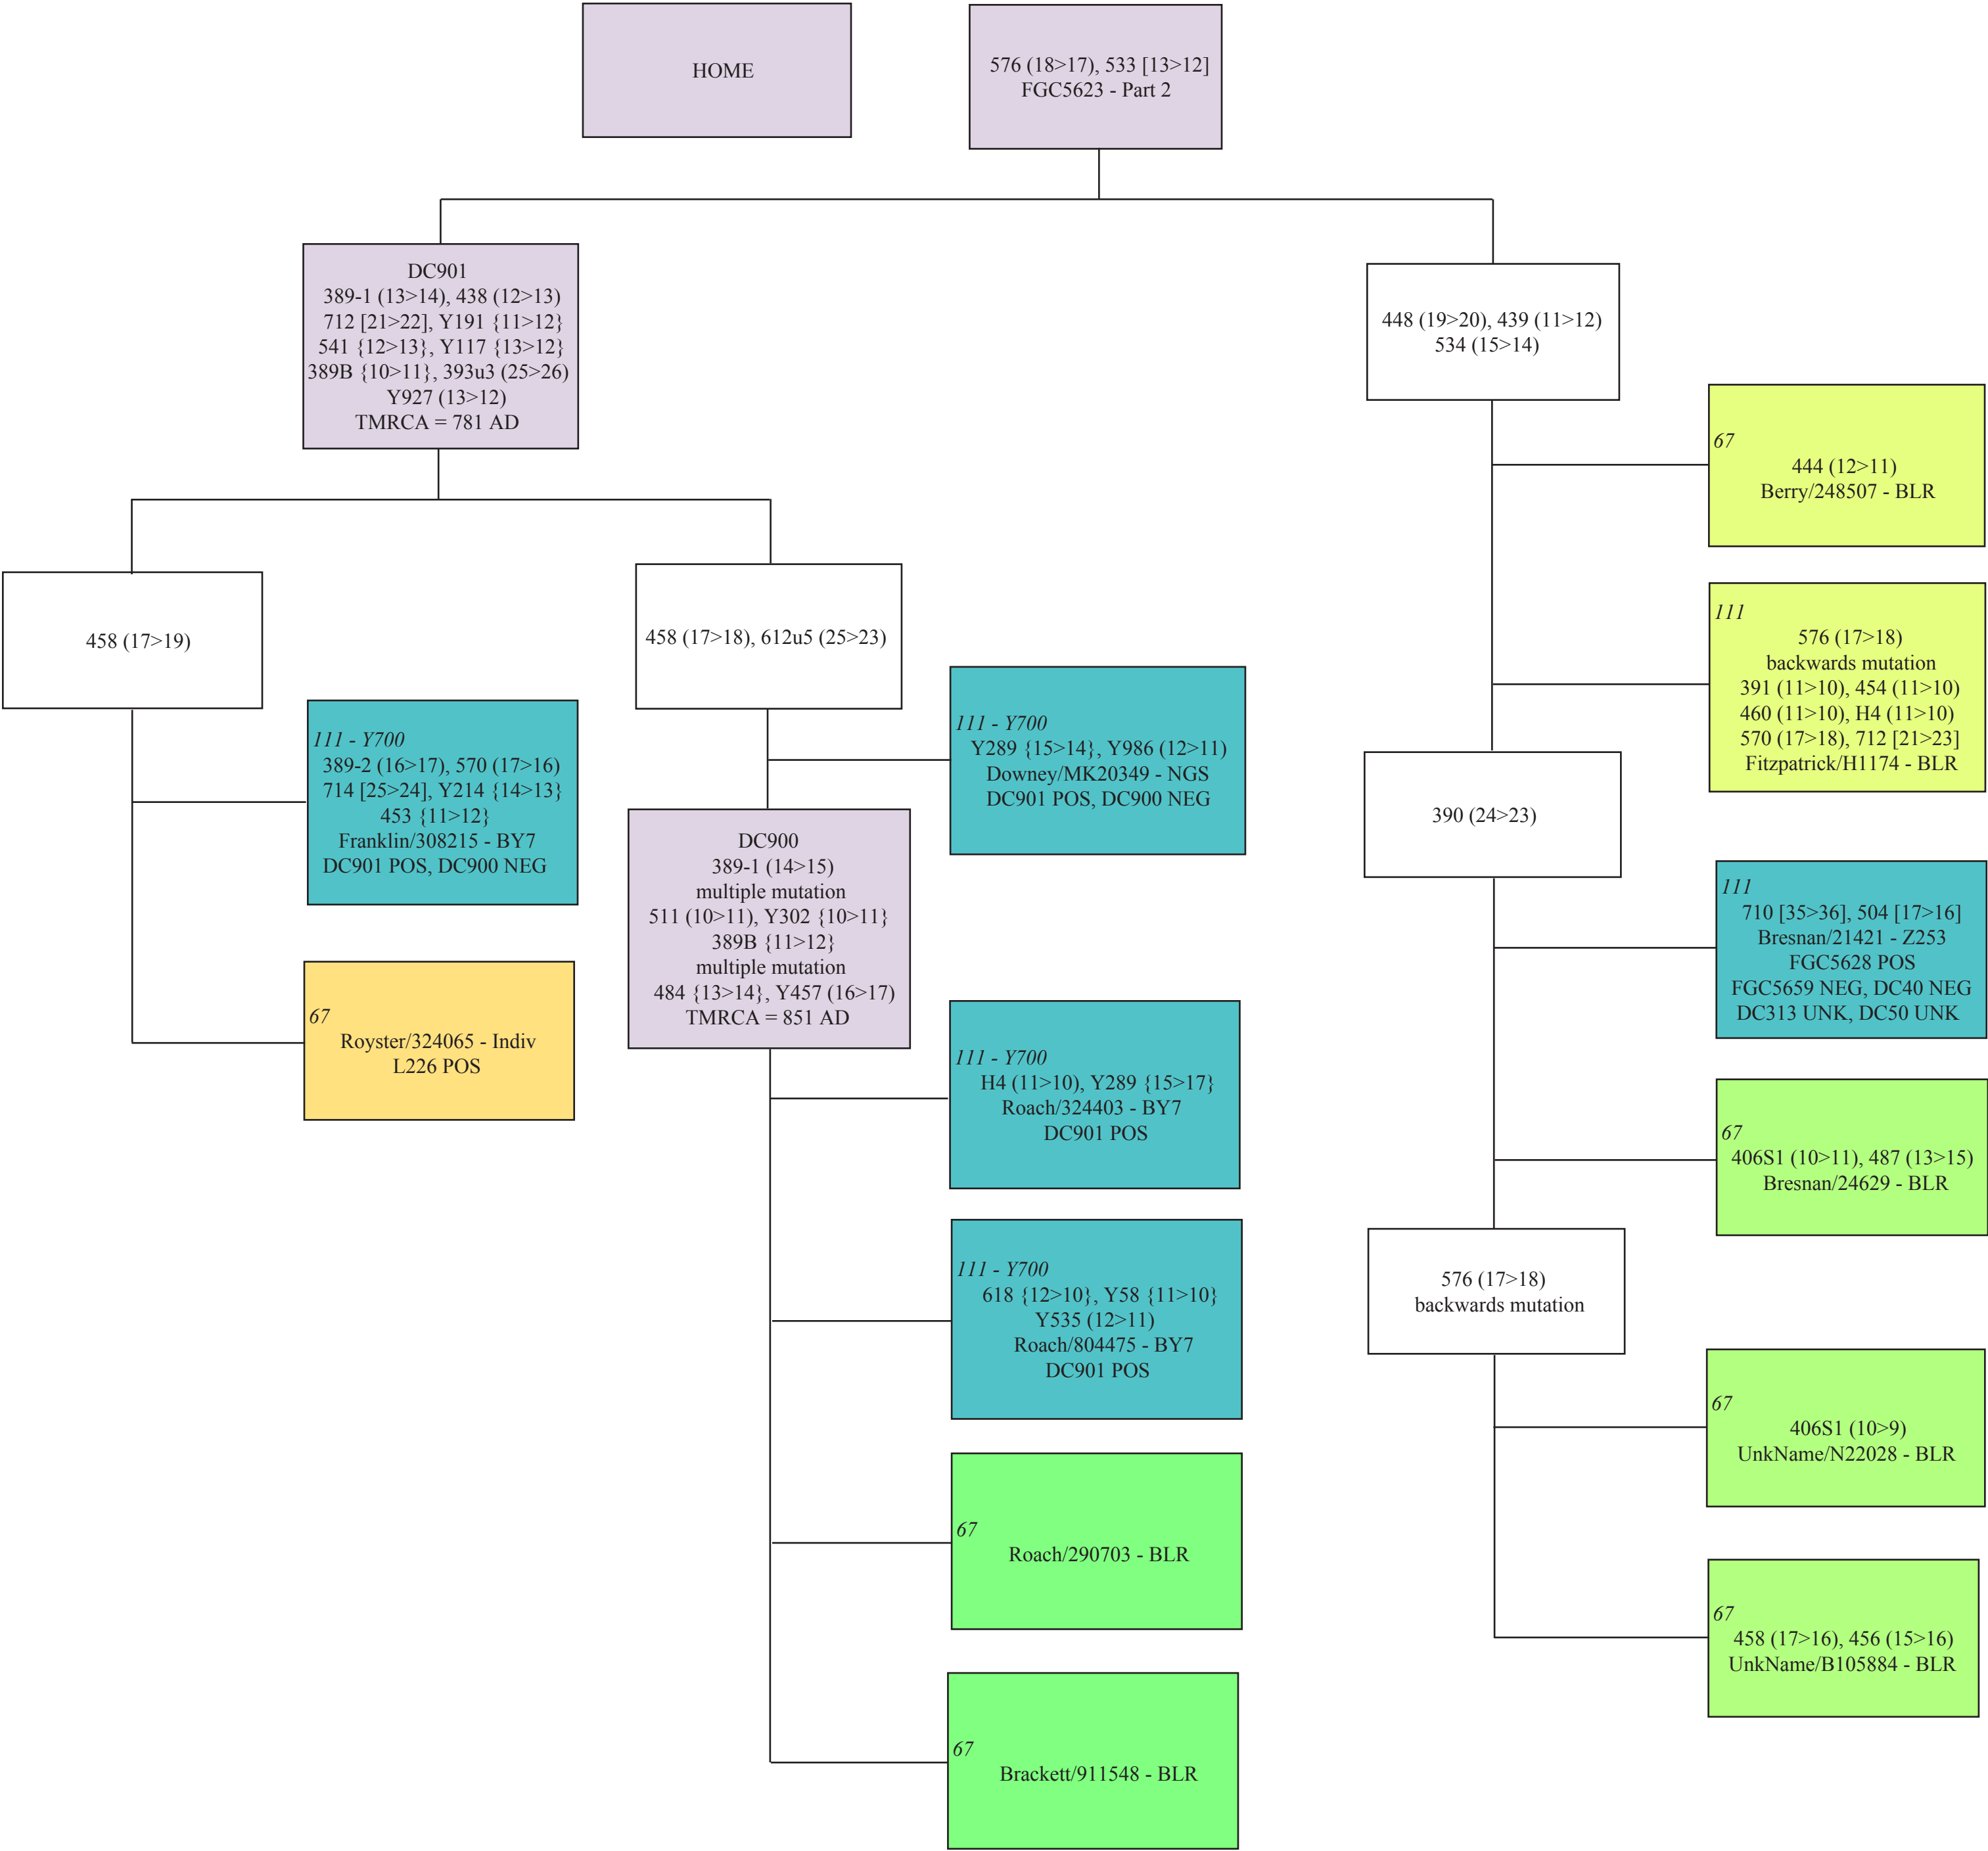 HOME
576 (18>17), 533 [13>12]
FGC5623 - Part 2
DC901
389-1 (13>14), 438 (12>13)
712 [21>22], Y191 {11>12}
541 {12>13}, Y117 {13>12}
389B {10>11}, 393u3 (25>26)
Y927 (13>12)
TMRCA = 781 AD
458 (17>19)
111 - Y700
389-2 (16>17), 570 (17>16)
714 [25>24], Y214 {14>13}
453 {11>12}
Franklin/308215 - BY7
DC901 POS, DC900 NEG
67
Royster/324065 - Indiv
L226 POS
458 (17>18), 612u5 (25>23)
111 - Y700
Y289 {15>14}, Y986 (12>11)
Downey/MK20349 - NGS
DC901 POS, DC900 NEG
DC900
389-1 (14>15)
multiple mutation
511 (10>11), Y302 {10>11}
389B {11>12}
multiple mutation
484 {13>14}, Y457 (16>17)
TMRCA = 851 AD
111 - Y700
H4 (11>10), Y289 {15>17}
Roach/324403 - BY7
DC901 POS
111 - Y700
618 {12>10}, Y58 {11>10}
Y535 (12>11)
Roach/804475 - BY7
DC901 POS
67
Roach/290703 - BLR
67
Brackett/911548 - BLR
448 (19>20), 439 (11>12)
534 (15>14)
67
444 (12>11)
Berry/248507 - BLR
111
576 (17>18)
backwards mutation
391 (11>10), 454 (11>10)
460 (11>10), H4 (11>10)
570 (17>18), 712 [21>23]
Fitzpatrick/H1174 - BLR
390 (24>23)
111
710 [35>36], 504 [17>16]
Bresnan/21421 - Z253
FGC5628 POS
FGC5659 NEG, DC40 NEG
DC313 UNK, DC50 UNK
67
406S1 (10>11), 487 (13>15)
Bresnan/24629 - BLR
576 (17>18)
backwards mutation
67
406S1 (10>9)
UnkName/N22028 - BLR
67
458 (17>16), 456 (15>16)
UnkName/B105884 - BLR